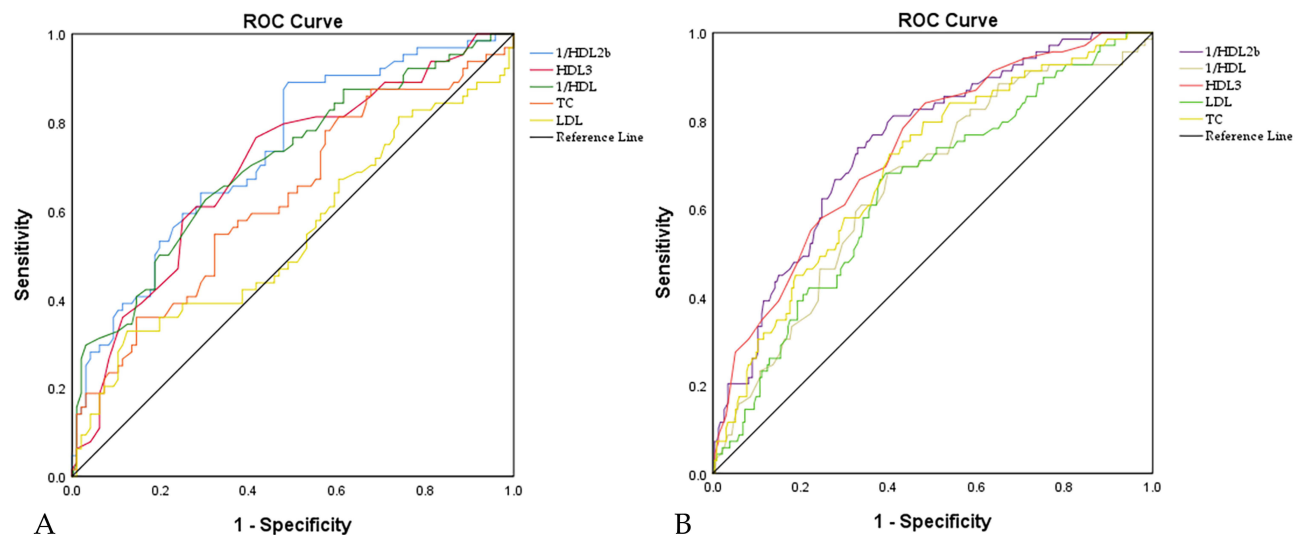 ROC Curve
1.0
0.8
0.6
0.4
0.2
0.0
Sensitivity
0.0 0.2 0.4 0.6 0.8 1.0
1 - Specificity
1/HDL2b
HDL3
1/HDL
TC
LDL
Reference Line
A
ROC Curve
1.0
0.8
0.6
0.4
0.2
0.0
Sensitivity
0.0 0.2 0.4 0.6 0.8 1.0
1 - Specificity
1/HDL2b
1/HDL
HDL3
LDL
TC
Reference Line
B